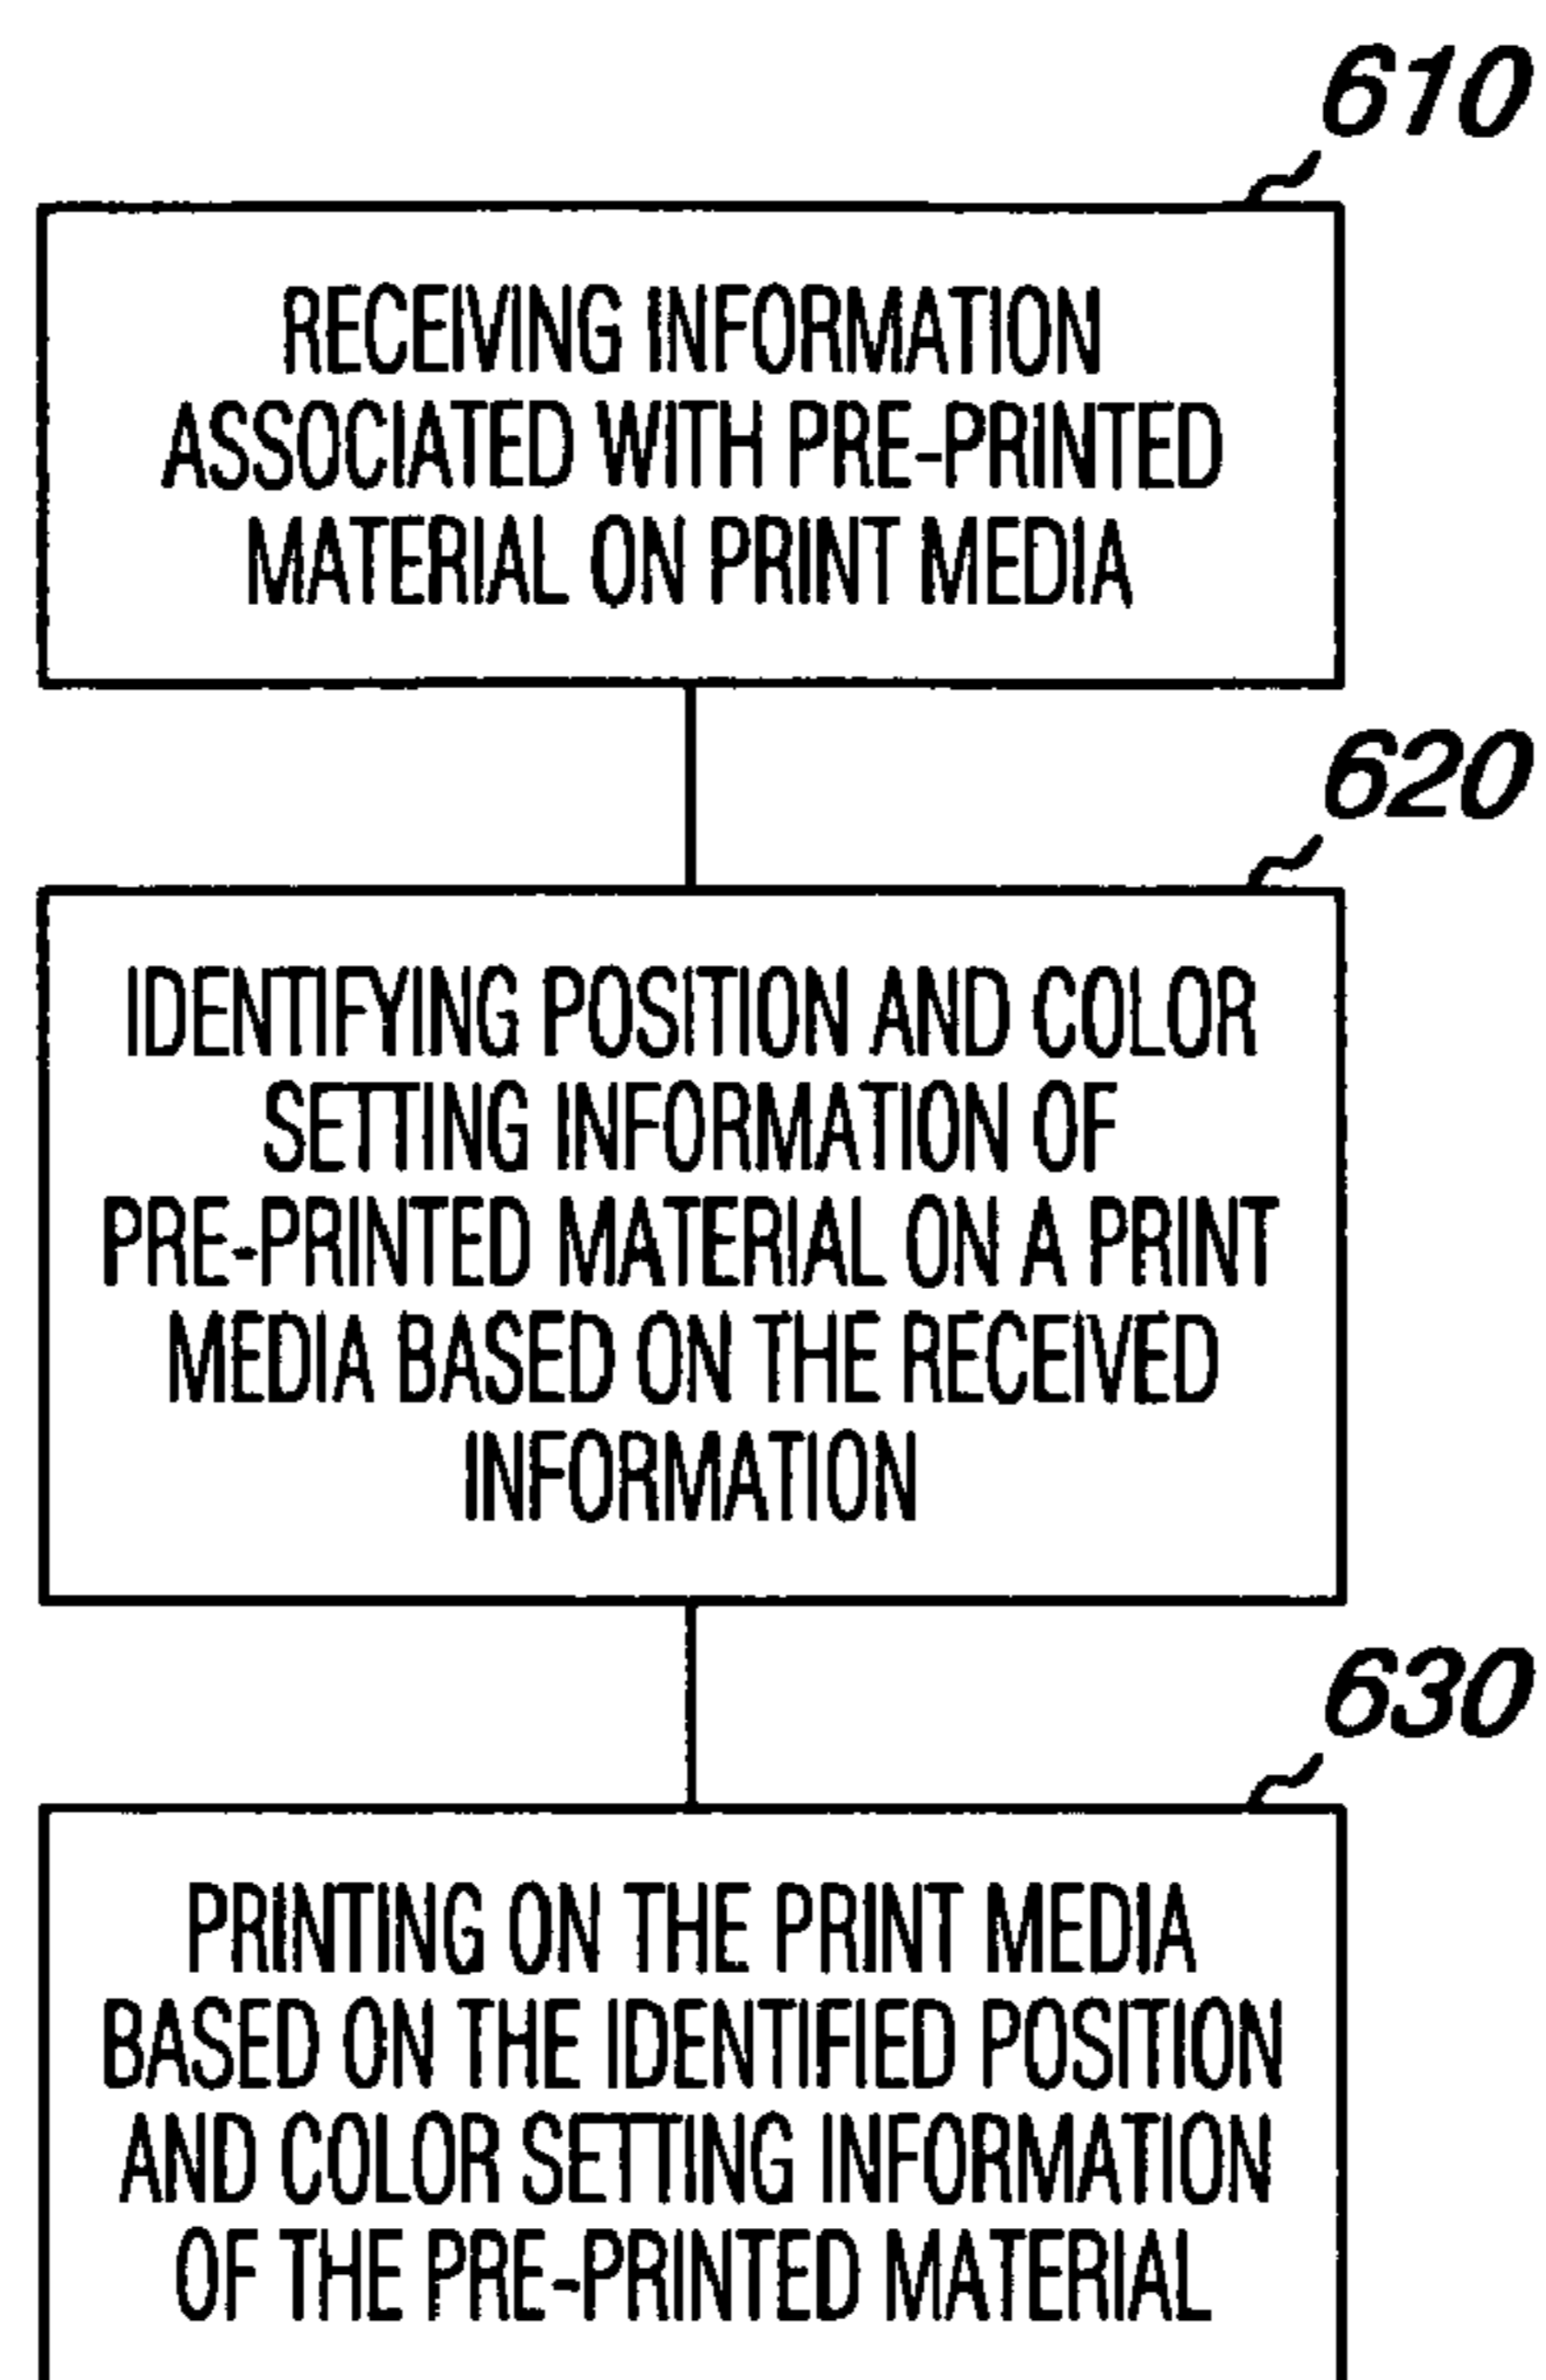 610
RECEIVING INFORMATION
ASSOCIATED WITH PRE-PRINTED
MATERIAL ON PRINT MEDIA
620
IDENTIFYING POSITION AND COLOR
SETTING INFORMATION OF
PRE-PRINTED MATERIAL ON A PRINT
MEDIA BASED ON THE RECEIVED
INFORMATION
630
PRINTING ON THE PRINT MEDIA
BASED ON THE IDENTIFIED POSITION
AND COLOR SETTING INFORMATION
OF THE PRE-PRINTED MATERIAL